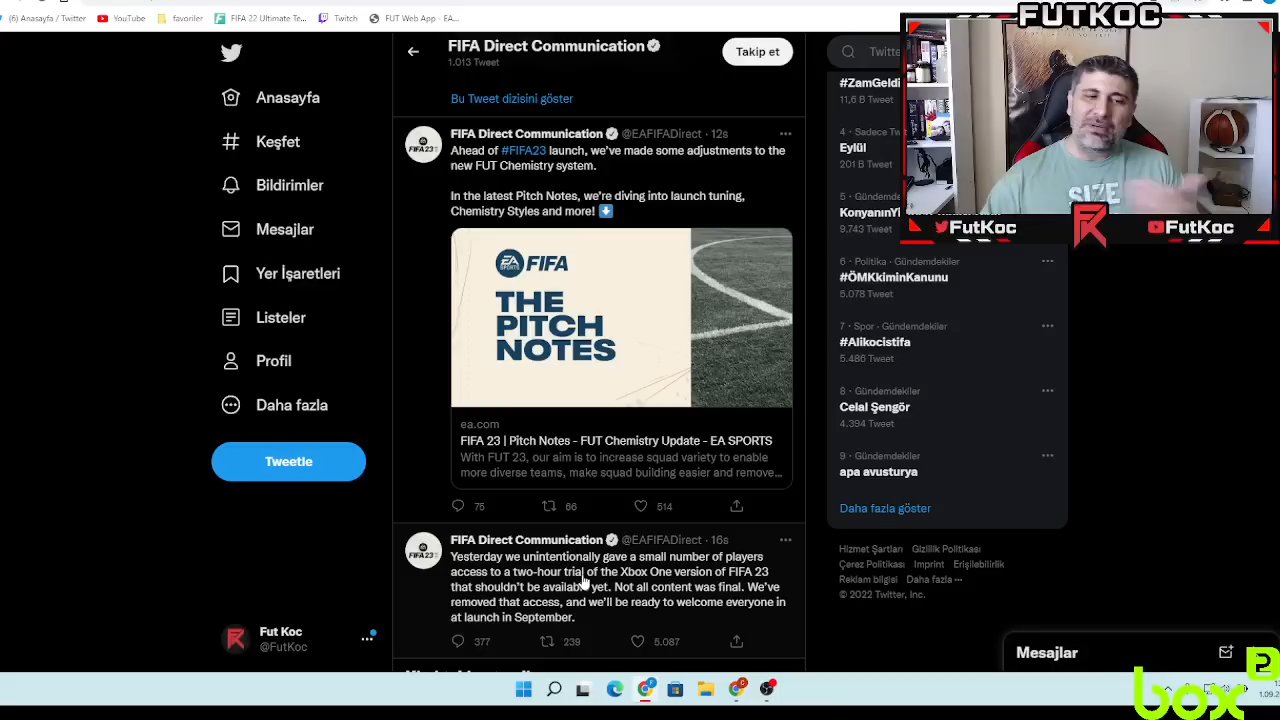 (6) Anasayfa / Twitter
YouTube
favoriler
FIFA 22 Ultimate Te...
Twitch
FUT Web App - EA...
FUTKOC
FIFA Direct Communication
1.013 Tweet
Takip et
Anasayfa
Keşfet
Bildirimler
Mesajlar
Yer İşaretleri
Listeler
Profil
Daha fazla
Tweetle
Fut Koc
@FutKoc
Bu Tweet dizisini göster
FIFA Direct Communication @EAFIFADirect · 12s
Ahead of #FIFA23 launch, we've made some adjustments to the
new FUT Chemistry system.
In the latest Pitch Notes, we're diving into launch tuning,
Chemistry Styles and more!
EA SPORTS FIFA
THE
PITCH
NOTES
ea.com
FIFA 23 | Pitch Notes - FUT Chemistry Update - EA SPORTS
With FUT 23, our aim is to increase squad variety to enable
more diverse teams, make squad building easier and remove...
75
66
514
FIFA Direct Communication @EAFIFADirect · 16s
Yesterday we unintentionally gave a small number of players
access to a two-hour trial of the Xbox One version of FIFA 23
that shouldn't be available yet. Not all content was final. We've
removed that access, and we'll be ready to welcome everyone in
at launch in September.
377
239
5.087
Twitte
#ZamGeldi
11,6 B Tweet
4 · Sadece Tw
Eylül
201 B Tweet
5 · Gündemde
KonyanınYı
9.743 Tweet
SIZE
FutKoc
FutKoc
6 · Politika · Gündemdekiler
#ÖMKkiminKanunu
5.078 Tweet
7 · Spor · Gündemdekiler
#Alikocistifa
5.486 Tweet
8 · Gündemdekiler
Celal Şengör
4.394 Tweet
9 · Gündemdekiler
apa avusturya
Daha fazla göster
Hizmet Şartları Gizlilik Politikası
Çerez Politikası Imprint Erişilebilirlik
Reklam bilgisi Daha fazla ···
© 2022 Twitter, Inc.
Mesajlar
box 2